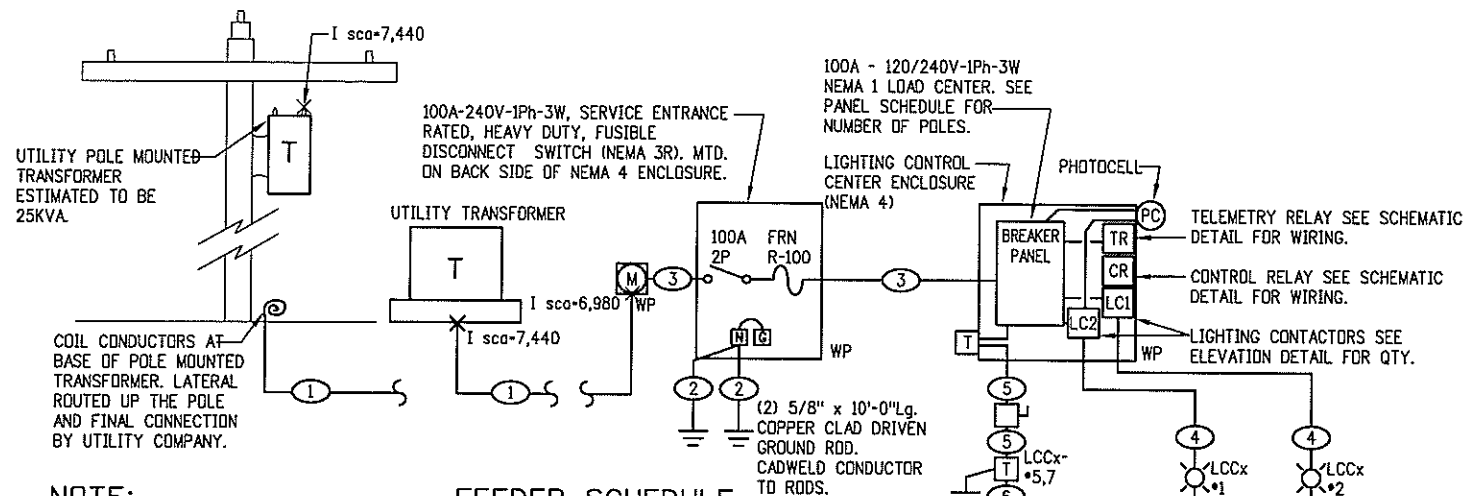 I sca=7,440
UTILITY POLE MOUNTED
TRANSFORMER
ESTIMATED TO BE
25KVA.
T
COIL CONDUCTORS AT
BASE OF POLE MOUNTED
TRANSFORMER. LATERAL
ROUTED UP THE POLE
AND FINAL CONNECTION
BY UTILITY COMPANY.
1
UTILITY TRANSFORMER
T
I sca=6,980
I sca=7,440
1
M
WP
3
100A-240V-1Ph-3W, SERVICE ENTRANCE
RATED, HEAVY DUTY, FUSIBLE
DISCONNECT SWITCH (NEMA 3R). MTD.
ON BACK SIDE OF NEMA 4 ENCLOSURE.
100A FRN
2P R-100
N G
WP
2 2
(2) 5/8" x 10'-0"Lg.
COPPER CLAD DRIVEN
GROUND ROD.
CADWELD CONDUCTOR
TO RODS.
3
100A - 120/240V-1Ph-3W
NEMA 1 LOAD CENTER. SEE
PANEL SCHEDULE FOR
NUMBER OF POLES.
LIGHTING CONTROL
CENTER ENCLOSURE
(NEMA 4)
PHOTOCELL
PC
BREAKER
PANEL
TR
CR
LC1
LC2
T
WP
TELEMETRY RELAY SEE SCHEMATIC
DETAIL FOR WIRING.
CONTROL RELAY SEE SCHEMATIC
DETAIL FOR WIRING.
LIGHTING CONTACTORS SEE
ELEVATION DETAIL FOR QTY.
5
5
T
LCCx-
*5,7
6
4
LCCx
*1
4
LCCx
*2
NOTE:
FEEDER SCHEDULE